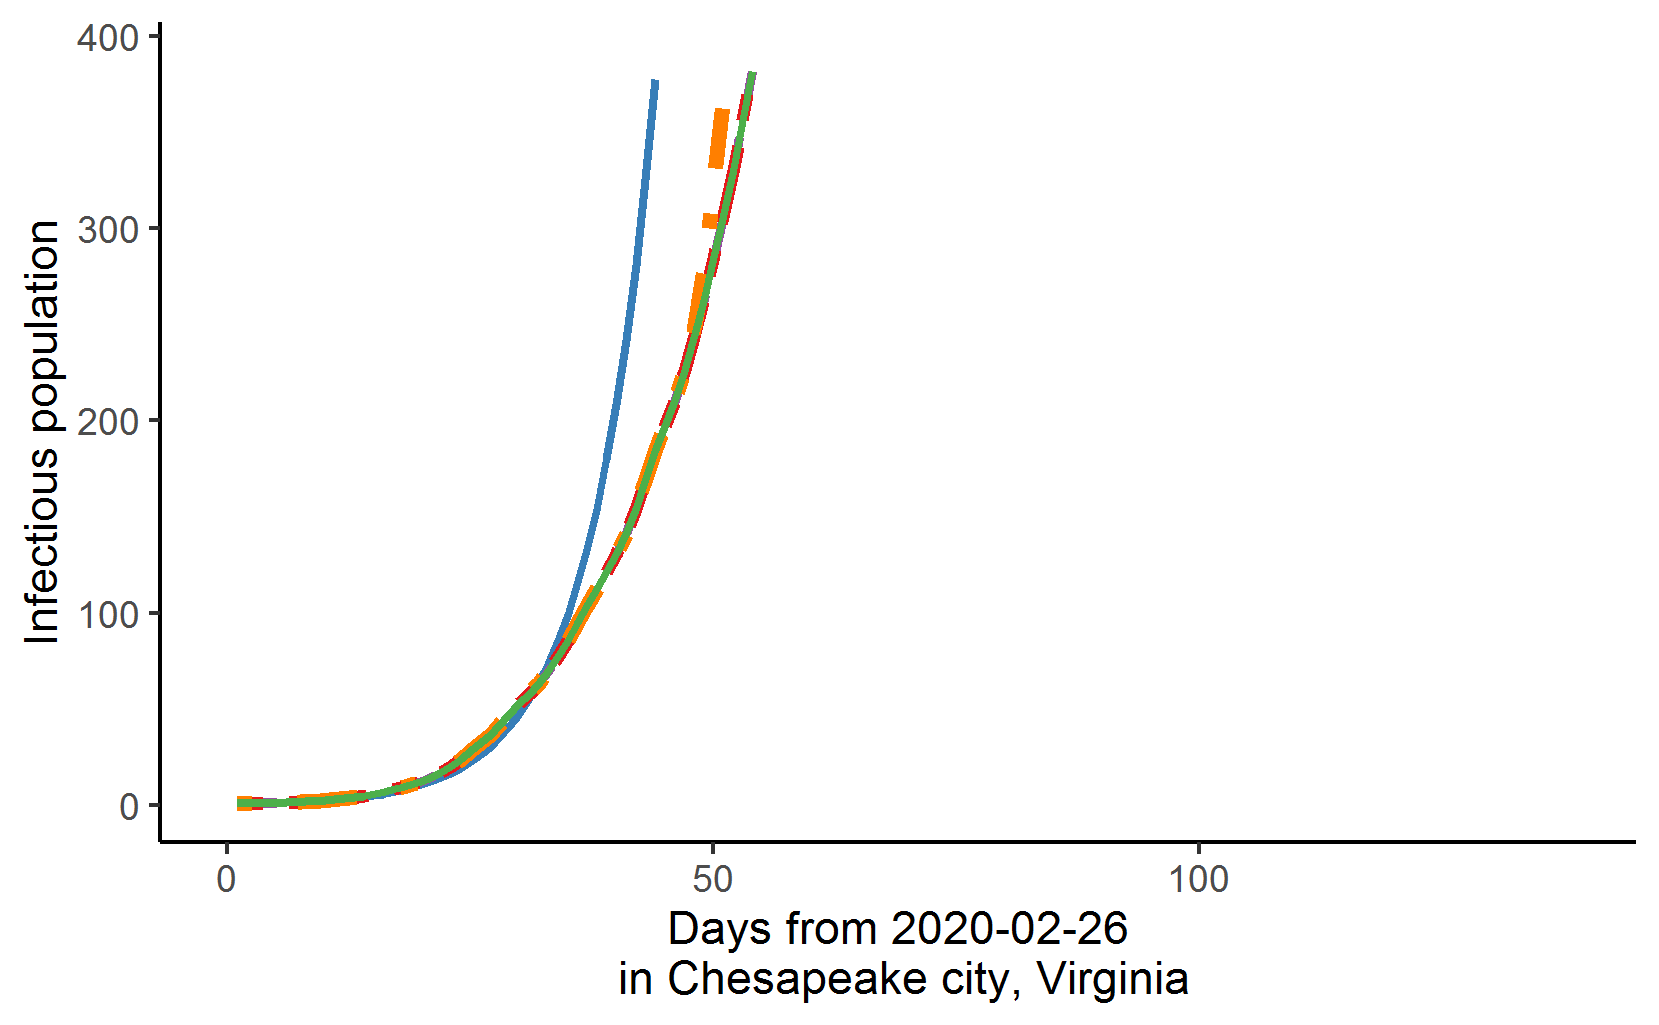 400
300
200
100
0
Infectious population
0 50 100
Days from 2020-02-26
in Chesapeake city, Virginia